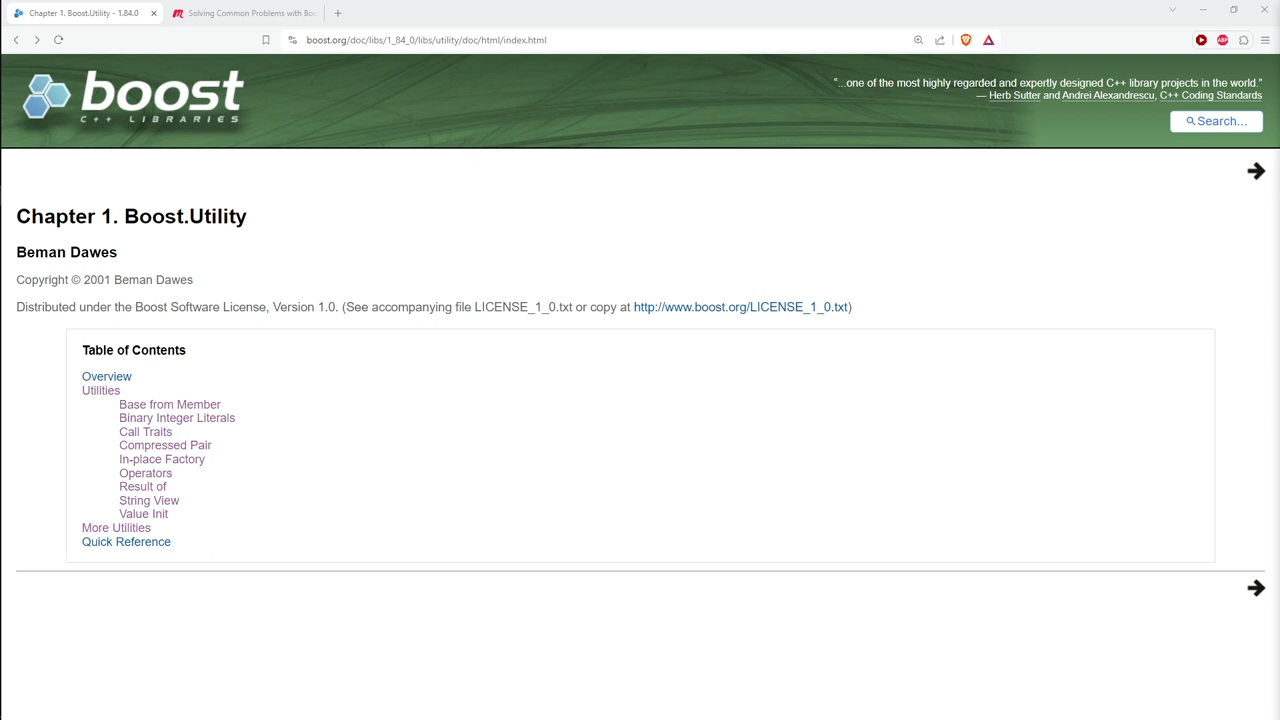 Chapter 1. Boost.Utility - 1.84.0
Solving Common Problems with Boo
boost.org/doc/libs/1_84_0/libs/utility/doc/html/index.html
ABP
boost
C++ LIBRARIES
"...one of the most highly regarded and expertly designed C++ library projects in the world."
— Herb Sutter and Andrei Alexandrescu, C++ Coding Standards
Search...
Chapter 1. Boost.Utility
Beman Dawes
Copyright © 2001 Beman Dawes
Distributed under the Boost Software License, Version 1.0. (See accompanying file LICENSE_1_0.txt or copy at http://www.boost.org/LICENSE_1_0.txt)
Table of Contents
Overview
Utilities
Base from Member
Binary Integer Literals
Call Traits
Compressed Pair
In-place Factory
Operators
Result of
String View
Value Init
More Utilities
Quick Reference